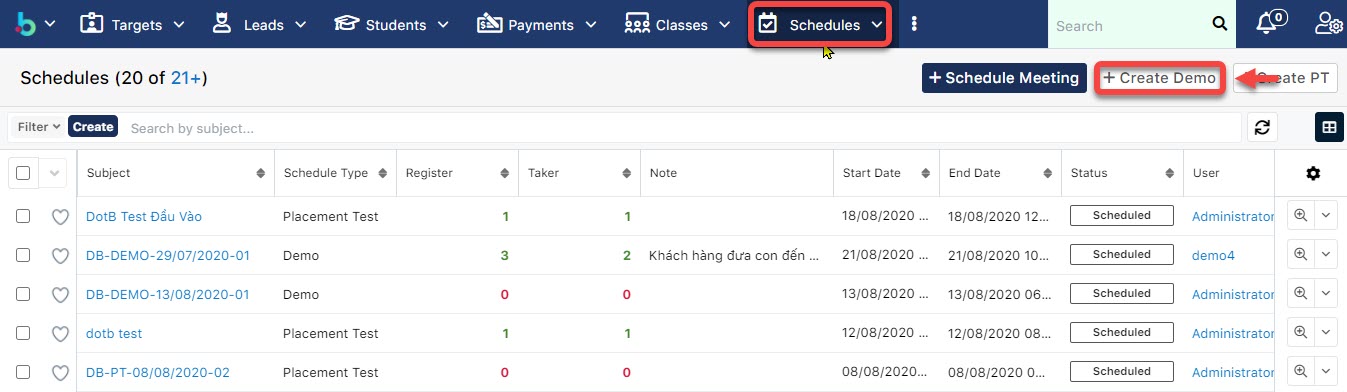 Targets Leads Students Payments Classes Schedules Search 0
Schedules (20 of 21+) + Schedule Meeting + Create Demo Create PT
Filter Create Search by subject...
Subject Schedule Type Register Taker Note Start Date End Date Status User
DotB Test Đầu Vào Placement Test 1 1 18/08/2020 ... 18/08/2020 12... Scheduled Administrator
DB-DEMO-29/07/2020-01 Demo 3 2 Khách hàng đưa con đến ... 21/08/2020 ... 21/08/2020 10... Scheduled demo4
DB-DEMO-13/08/2020-01 Demo 0 0 13/08/2020 ... 13/08/2020 06... Scheduled Administrator
dotb test Placement Test 1 1 12/08/2020 ... 12/08/2020 08... Scheduled Administrator
DB-PT-08/08/2020-02 Placement Test 0 0 08/08/2020... 08/08/2020 0... Scheduled Administrator